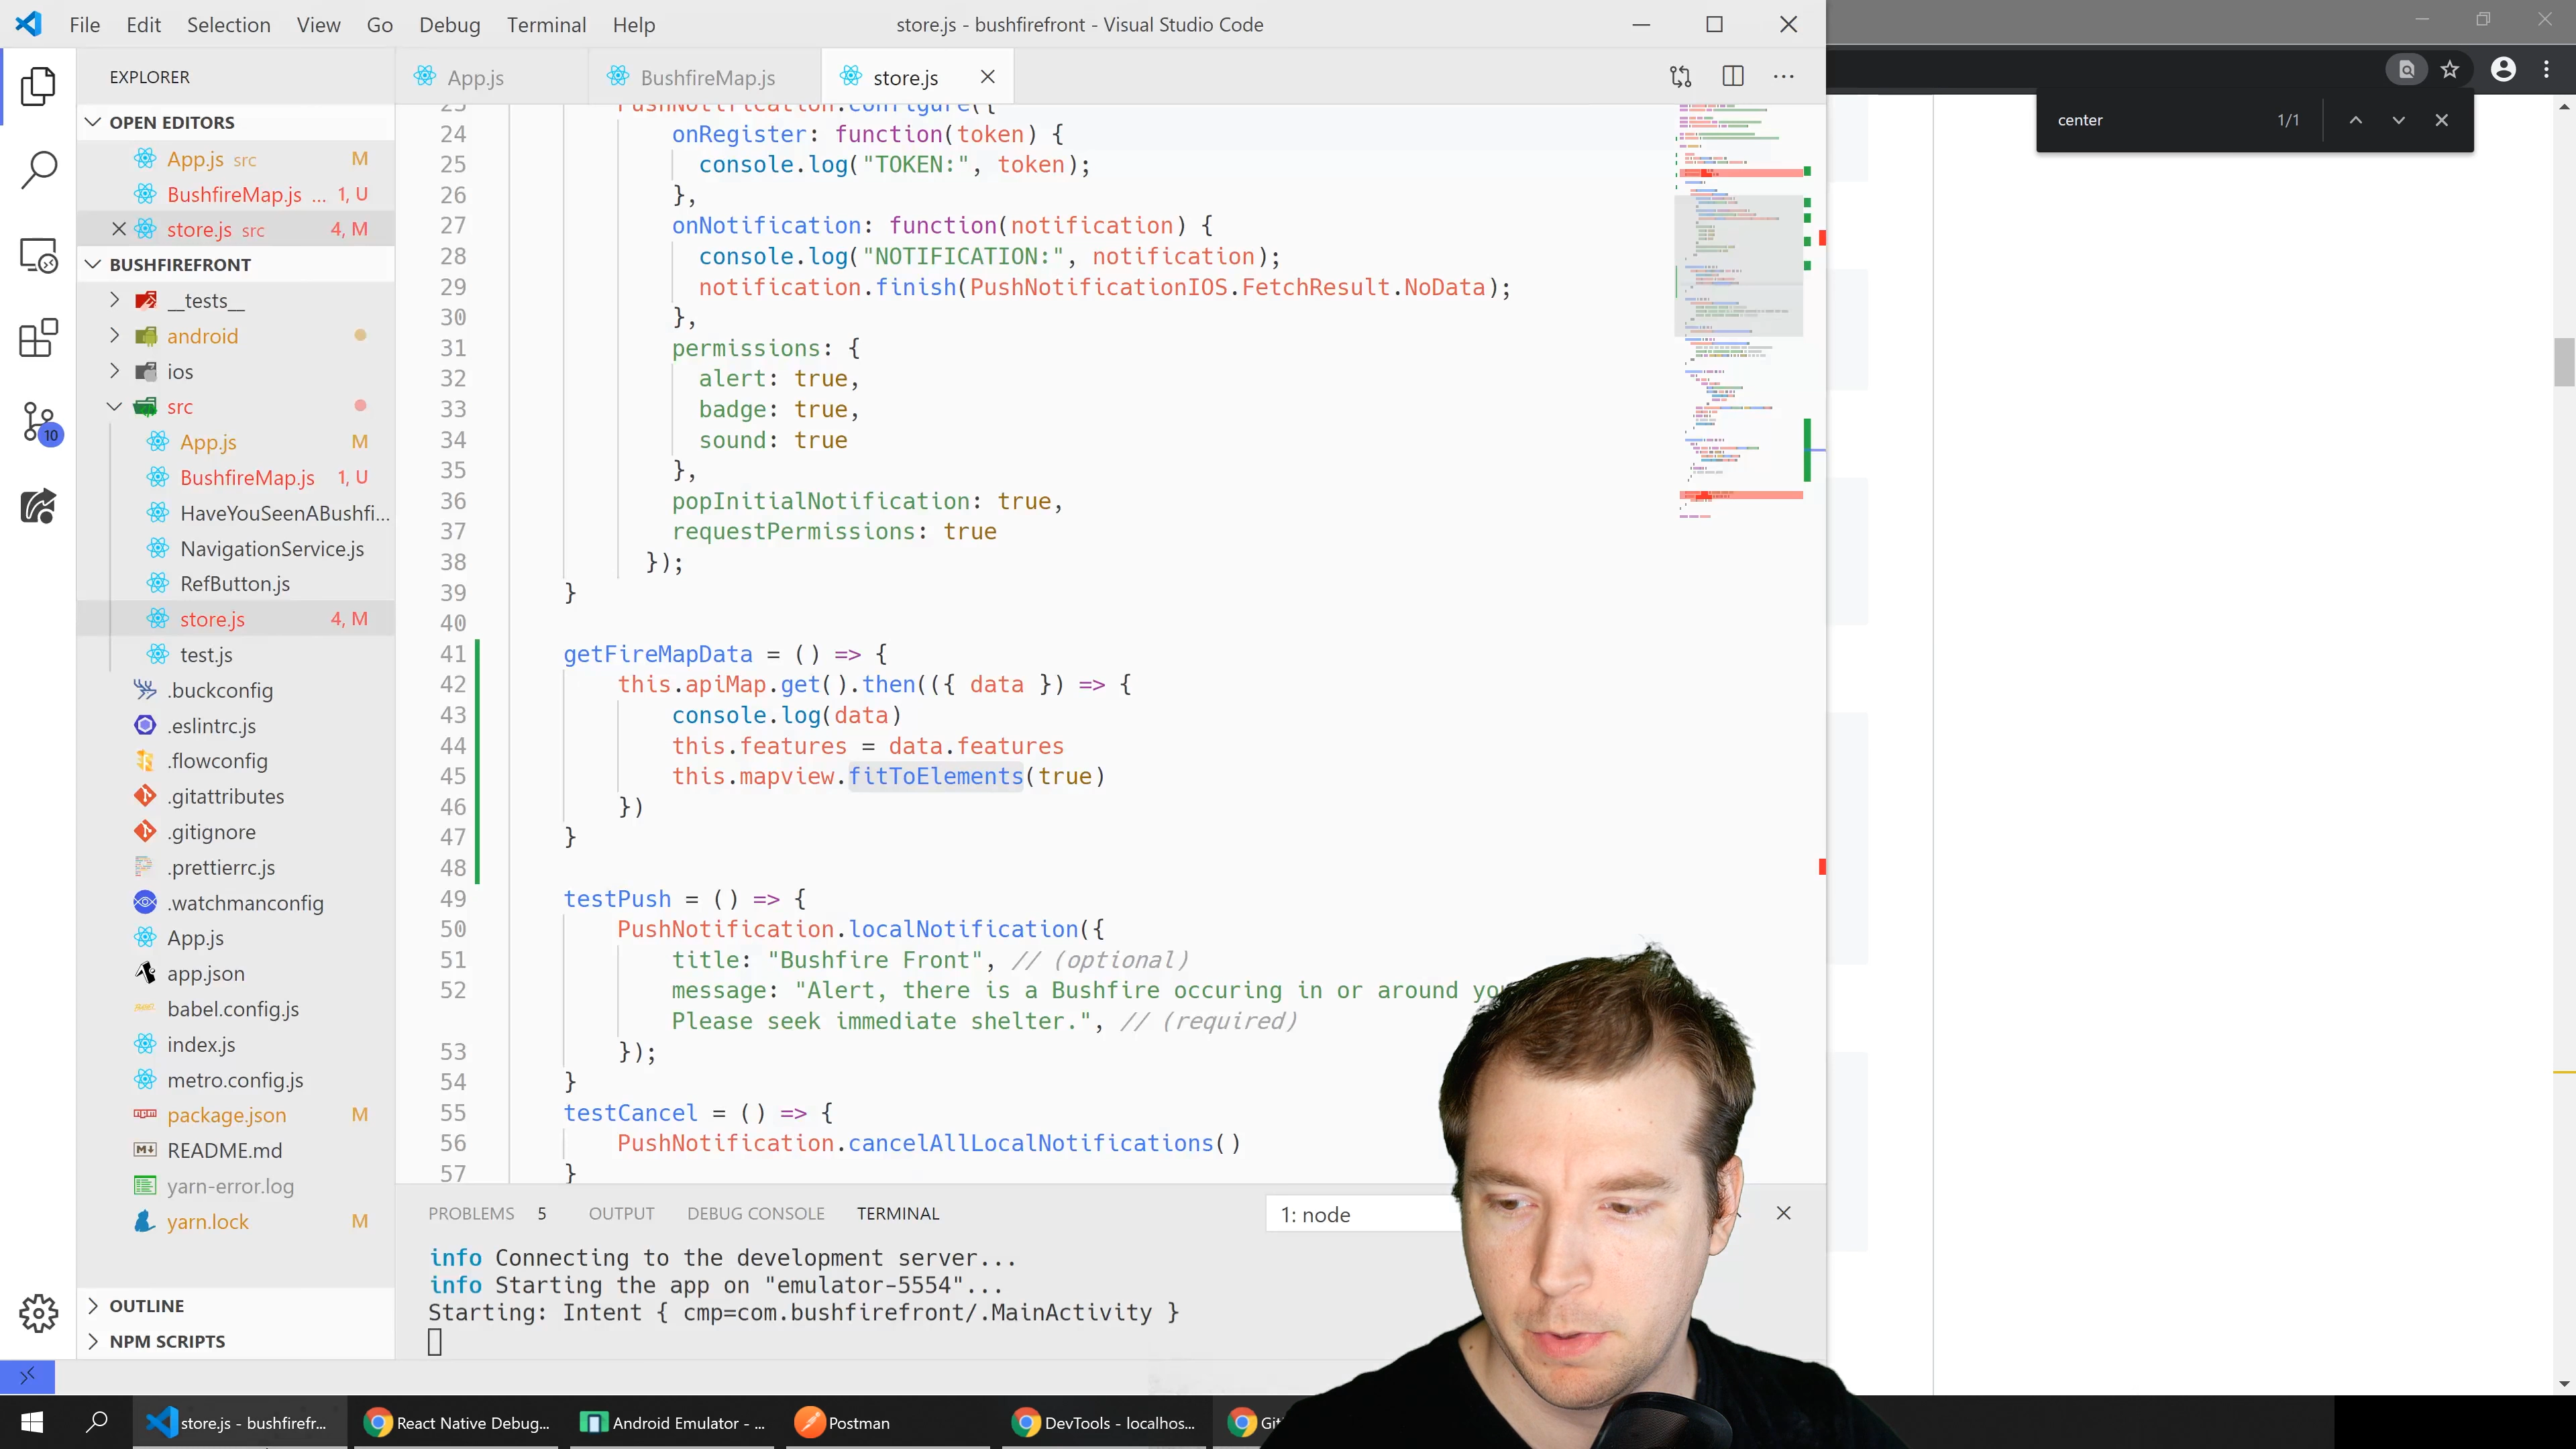 File Edit Selection View Go Debug Terminal Help
store.js - bushfirefront - Visual Studio Code
EXPLORER
App.js
BushfireMap.js
store.js
center
1/1
OPEN EDITORS
App.js src M
BushfireMap.js ... 1, U
store.js src 4, M
BUSHFIREFRONT
__tests__
android
ios
src
App.js M
BushfireMap.js 1, U
HaveYouSeenABushfi...
NavigationService.js
RefButton.js
store.js 4, M
test.js
.buckconfig
.eslintrc.js
.flowconfig
.gitattributes
.gitignore
.prettierrc.js
.watchmanconfig
App.js
app.json
babel.config.js
index.js
metro.config.js
package.json M
README.md
yarn-error.log
yarn.lock M
OUTLINE
NPM SCRIPTS
10
23 PushNotification.configure({
24 onRegister: function(token) {
25 console.log("TOKEN:", token);
26 },
27 onNotification: function(notification) {
28 console.log("NOTIFICATION:", notification);
29 notification.finish(PushNotificationIOS.FetchResult.NoData);
30 },
31 permissions: {
32 alert: true,
33 badge: true,
34 sound: true
35 },
36 popInitialNotification: true,
37 requestPermissions: true
38 });
39 }
40
41 getFireMapData = () => {
42 this.apiMap.get().then(({ data }) => {
43 console.log(data)
44 this.features = data.features
45 this.mapview.fitToElements(true)
46 })
47 }
48
49 testPush = () => {
50 PushNotification.localNotification({
51 title: "Bushfire Front", // (optional)
52 message: "Alert, there is a Bushfire occuring in or around
Please seek immediate shelter.", // (required)
53 });
54 }
55 testCancel = () => {
56 PushNotification.cancelAllLocalNotifications()
57 }
PROBLEMS 5 OUTPUT DEBUG CONSOLE TERMINAL
1: node
info Connecting to the development server...
info Starting the app on "emulator-5554"...
Starting: Intent { cmp=com.bushfirefront/.MainActivity }
store.js - bushfirefr...
React Native Debug...
Android Emulator - ...
Postman
DevTools - localhos...